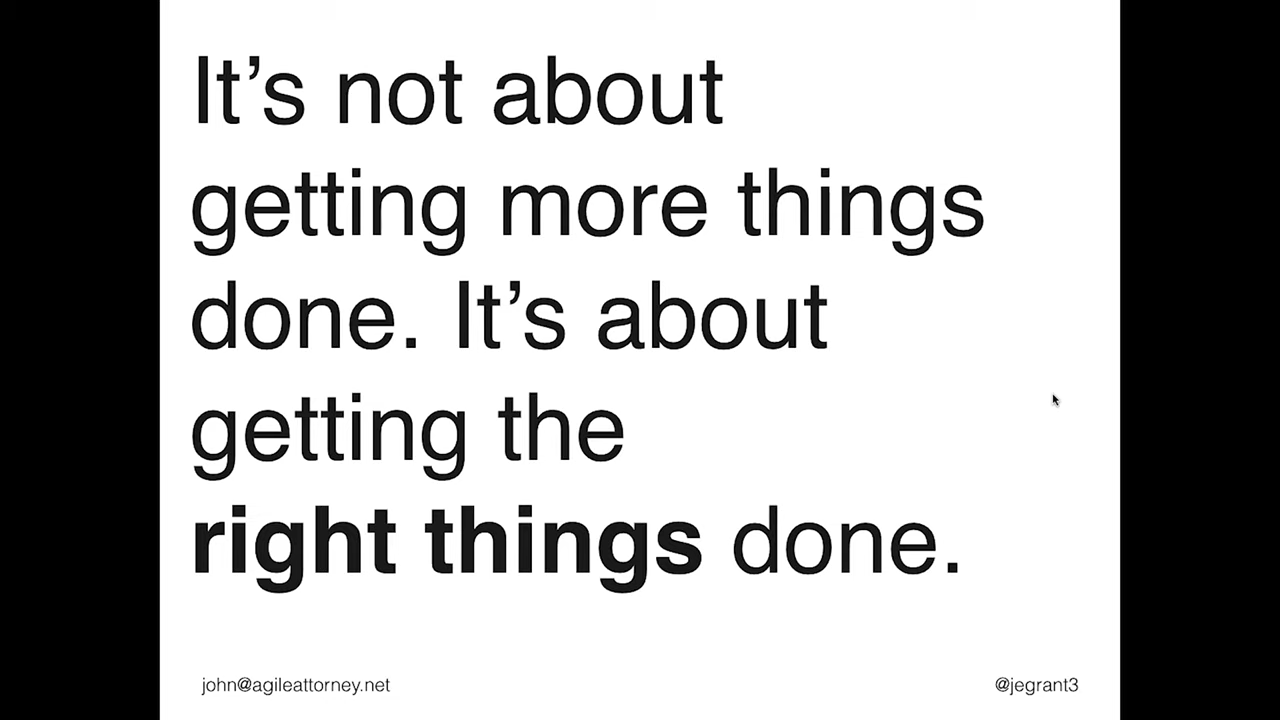 It’s not about
getting more things
done. It’s about
getting the
right things done.
john@agileattorney.net
@jegrant3